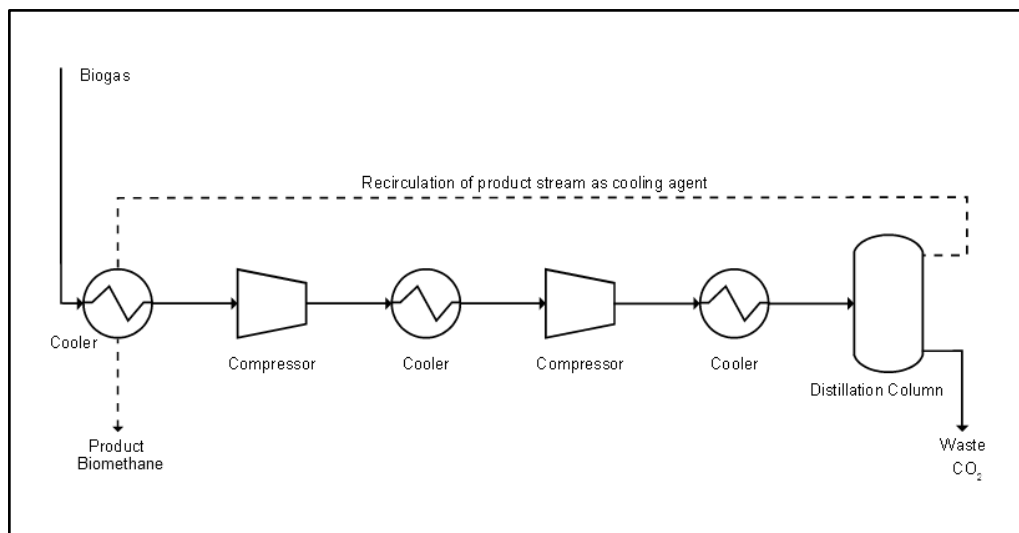 Biogas
Recirculation of product stream as cooling agent
Cooler
Compressor
Cooler
Compressor
Cooler
Distillation Column
Product
Biomethane
Waste
CO₂